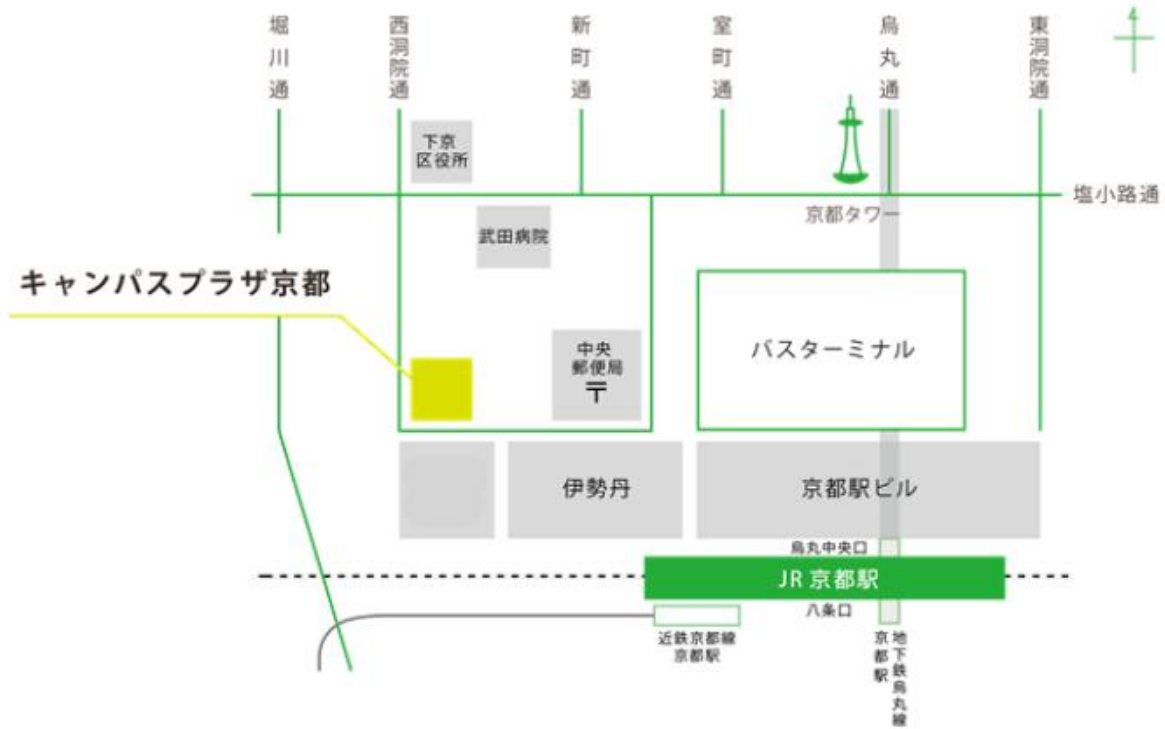 堀川通
西洞院通
新町通
室町通
烏丸通
東洞院通
4
下京
区役所
塩小路通
京都タワー
武田病院
キャンパスプラザ京都
中央
郵便局
〒
バスターミナル
伊勢丹
京都駅ビル
烏丸中央口
JR 京都駅
八条口
近鉄京都線
京都駅
地下鉄烏丸線
京都駅